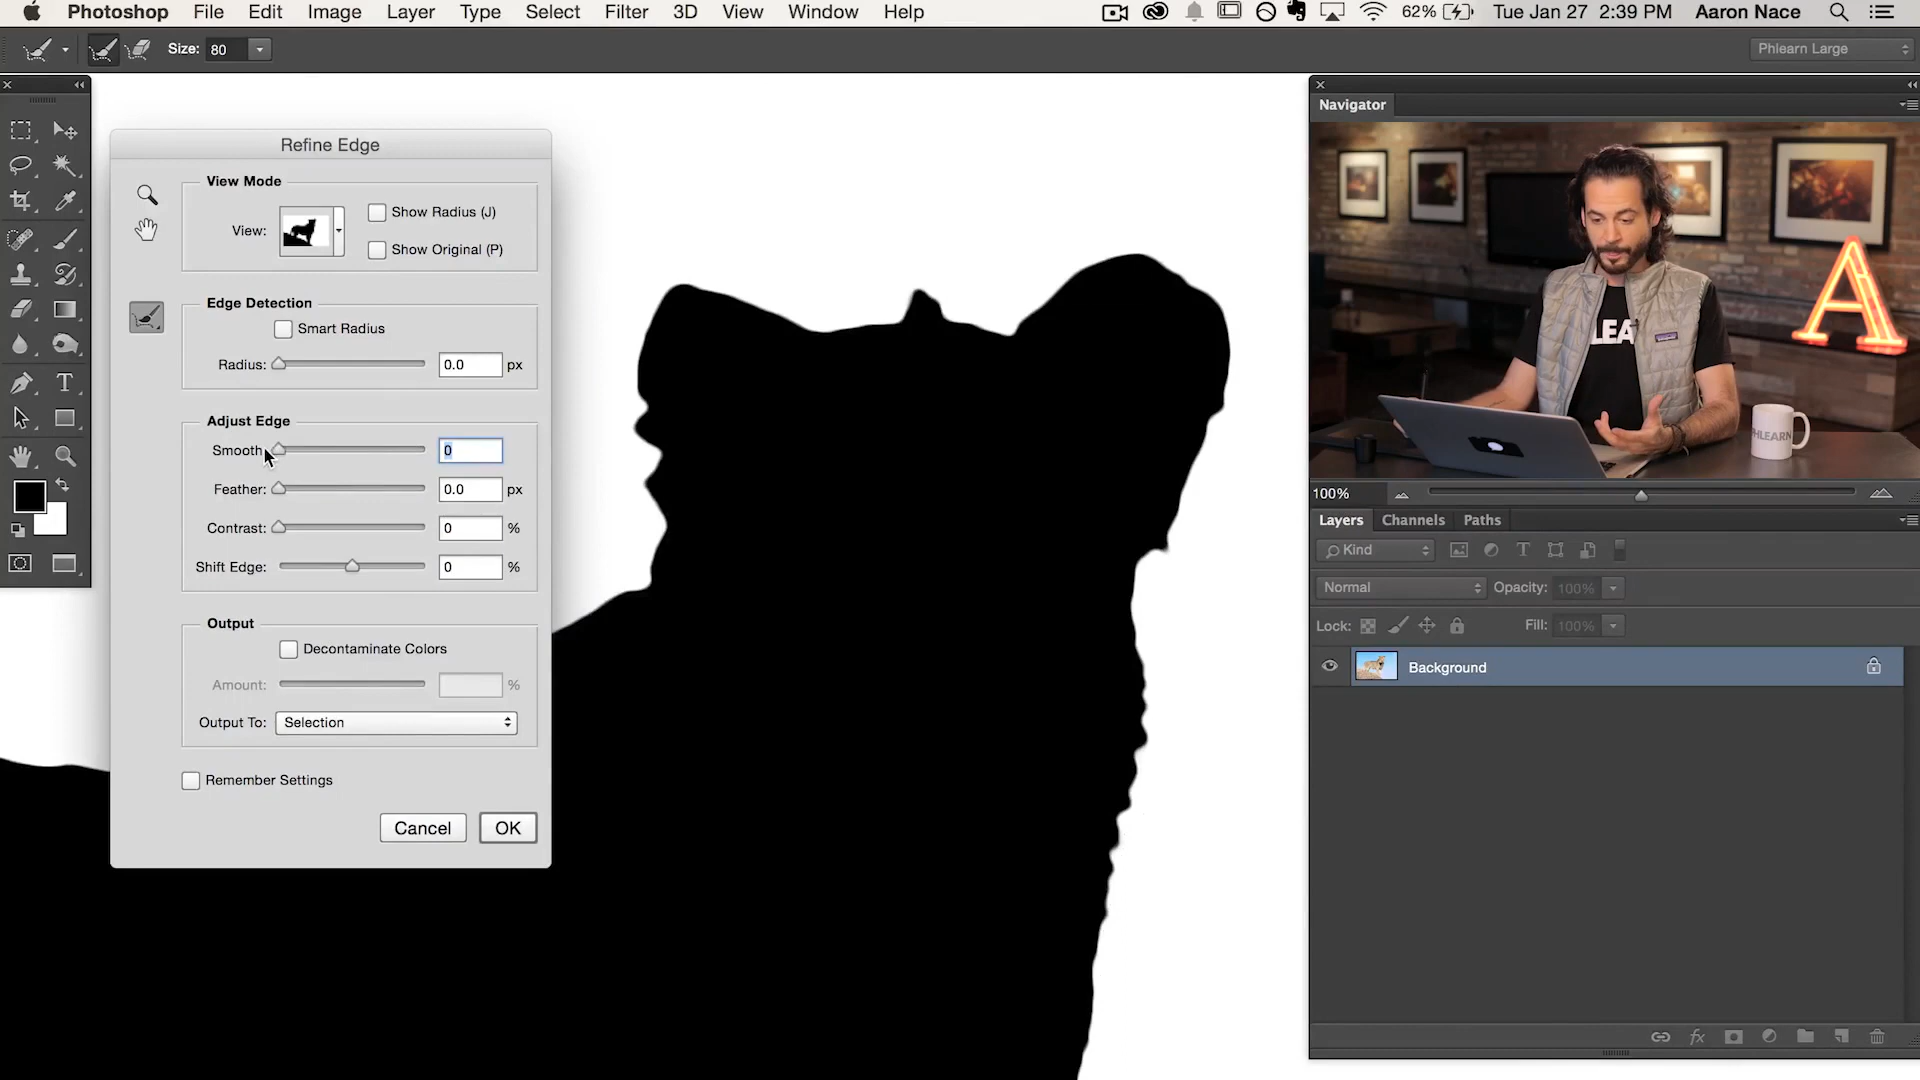 Photoshop File Edit Image Layer Type Select Filter 3D View Window Help 62% Tue Jan 27 2:39 PM Aaron Nace
Size: 80 Phlearn Large
Refine Edge
View Mode
View:
Show Radius (J)
Show Original (P)
Edge Detection
Smart Radius
Radius: 0.0 px
Adjust Edge
Smooth 0
Feather: 0.0 px
Contrast: 0 %
Shift Edge: 0 %
Output
Decontaminate Colors
Amount: %
Output To: Selection
Remember Settings
Cancel OK
Navigator
LEA
A
PHLEARN
100%
Layers Channels Paths
Kind T
Normal Opacity: 100%
Lock: Fill: 100%
Background
fx
T